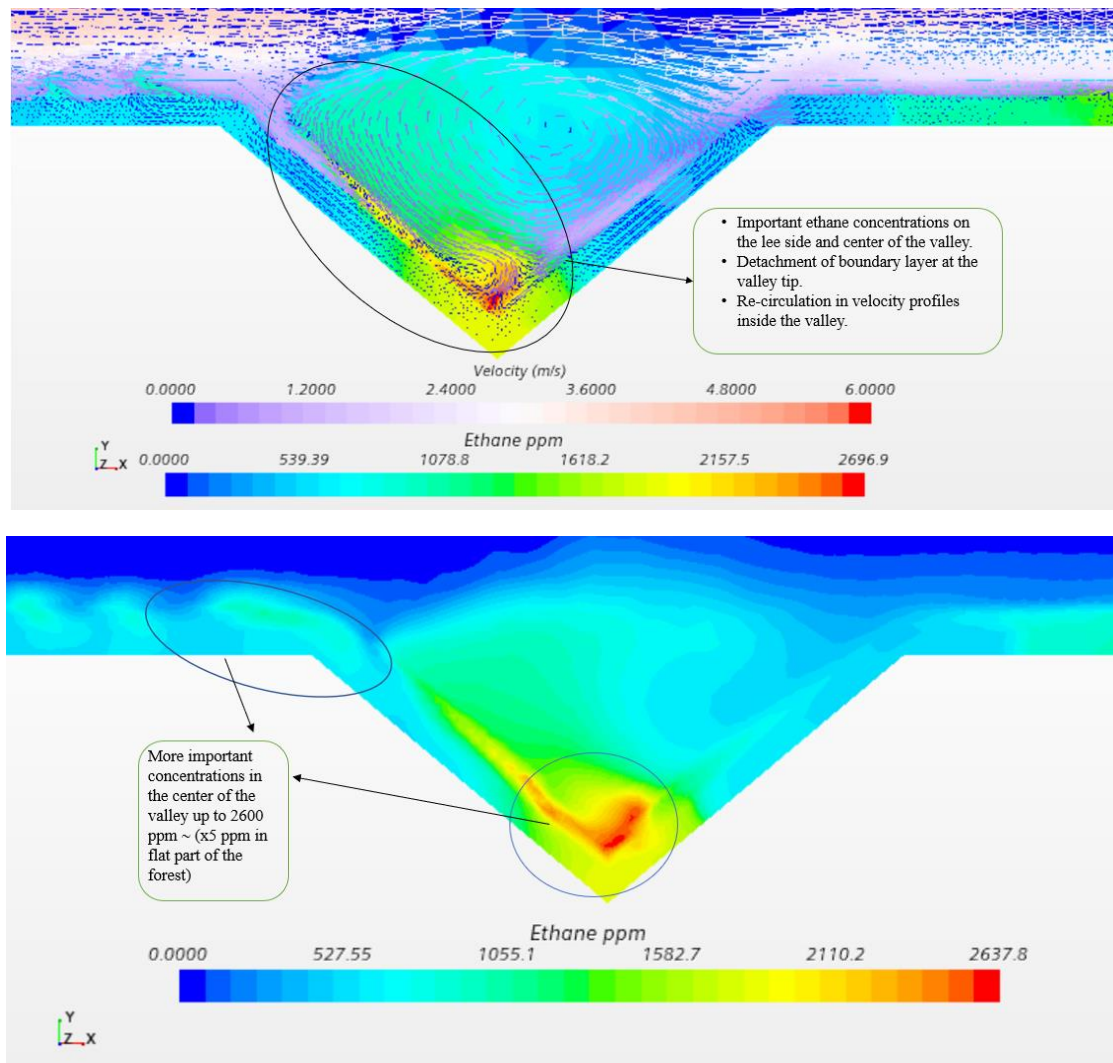 • Important ethane concentrations on
the lee side and center of the valley.
• Detachment of boundary layer at the
valley tip.
• Re-circulation in velocity profiles
inside the valley.
Velocity (m/s)
0.0000 1.2000 2.4000 3.6000 4.8000 6.0000
Ethane ppm
Y
Z X
0.0000 539.39 1078.8 1618.2 2157.5 2696.9
More important
concentrations in
the center of the
valley up to 2600
ppm ~ (x5 ppm in
flat part of the
forest)
Ethane ppm
0.0000 527.55 1055.1 1582.7 2110.2 2637.8
Y
Z X